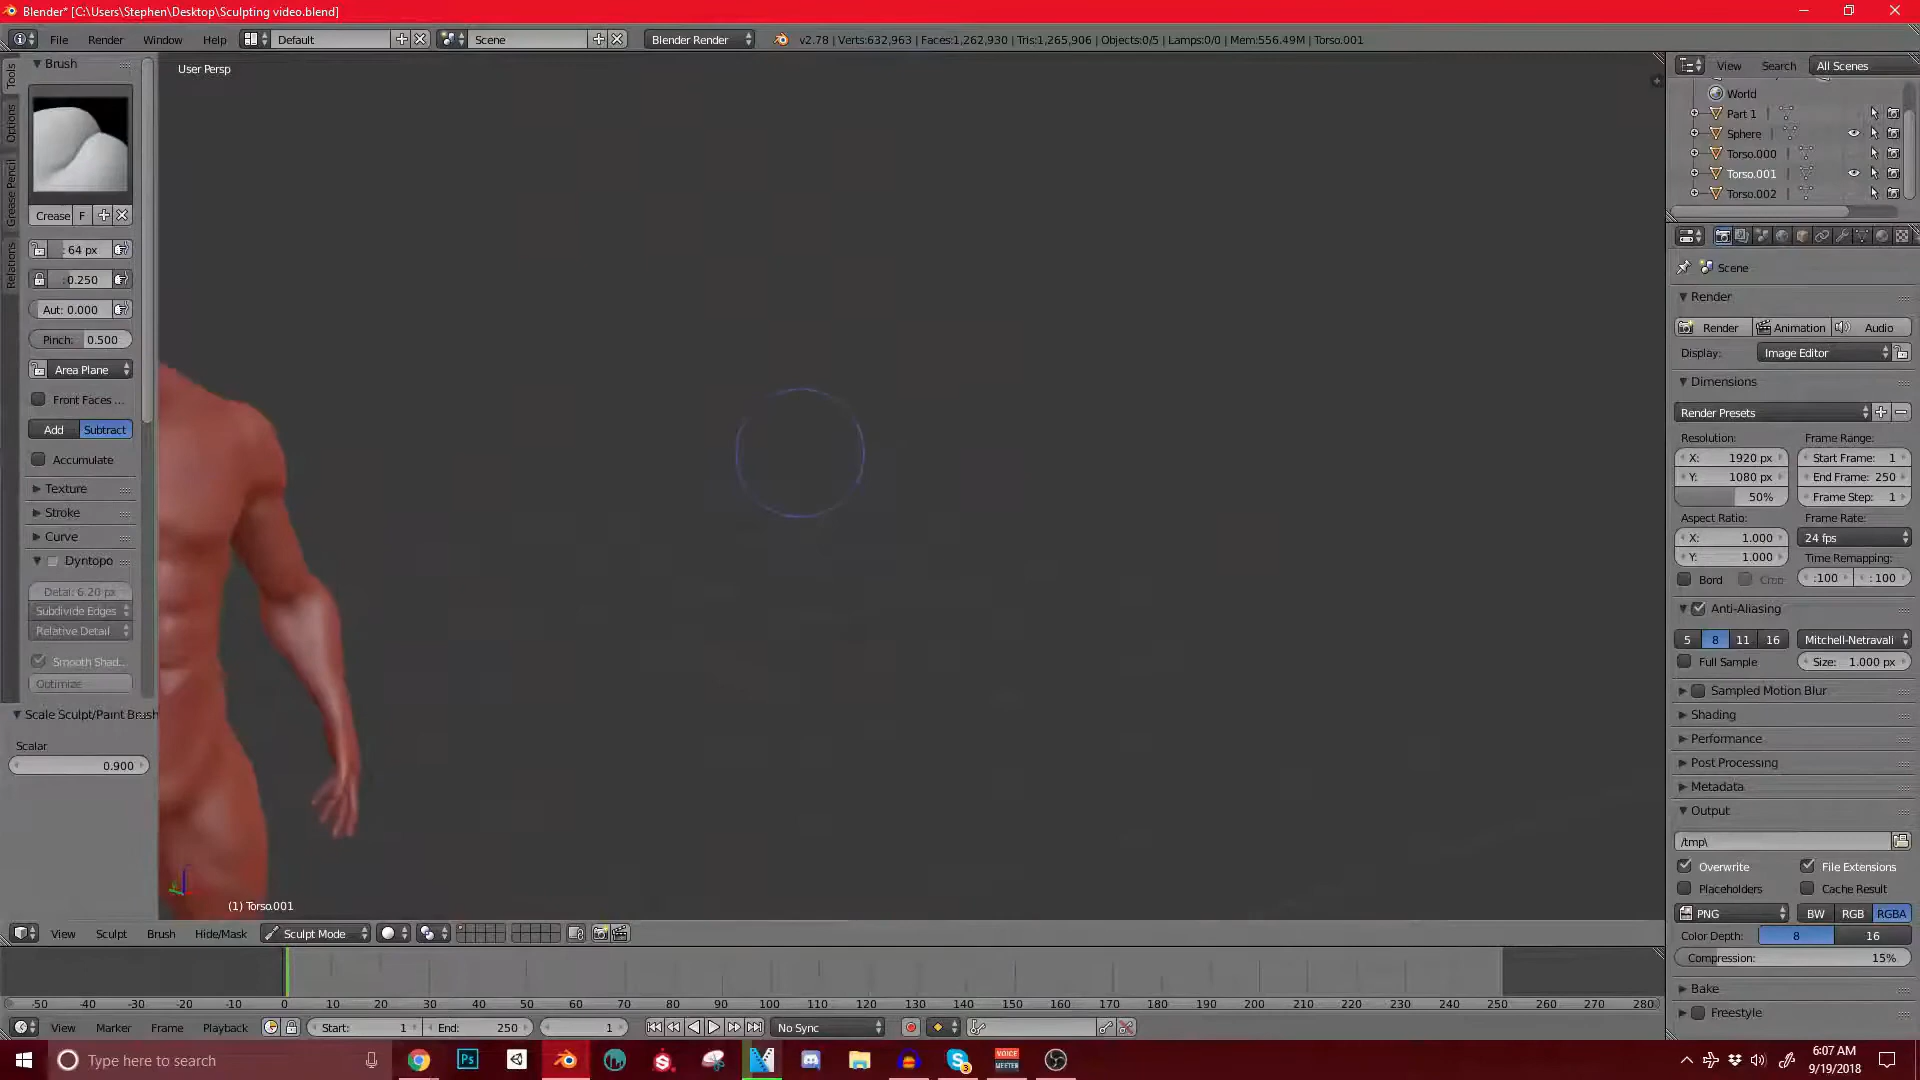 Blender* [C:\Users\Stephen\Desktop\Sculpting video.blend]
File Render Window Help Default Scene Blender Render v2.78 | Verts:632,963 | Faces:1,262,930 | Tris:1,265,906 | Objects:0/5 | Lamps:0/0 | Mem:556.49M | Torso.001
Tools
Options
Grease Pencil
Relations
Brush
Crease F
: 64 px
: 0.250
Aut: 0.000
Pinch: 0.500
Area Plane
Front Faces ...
Add Subtract
Accumulate
Texture
Stroke
Curve
Dyntopo
Detail: 6.20 px
Subdivide Edges
Relative Detail
Smooth Shad...
Optimize
Scale Sculpt/Paint Brush
Scalar
0.900
User Persp
(1) Torso.001
View Sculpt Brush Hide/Mask Sculpt Mode
-50 -40 -30 -20 -10 0 10 20 30 40 50 60 70 80 90 100 110 120 130 140 150 160 170 180 190 200 210 220 230 240 250 260 270 280
View Marker Frame Playback Start: 1 End: 250 1 No Sync
View Search All Scenes
World
Part 1
Sphere
Torso.000
Torso.001
Torso.002
Scene
Render
Render Animation Audio
Display: Image Editor
Dimensions
Render Presets
Resolution: Frame Range:
X: 1920 px Start Frame: 1
Y: 1080 px End Frame: 250
50% Frame Step: 1
Aspect Ratio: Frame Rate:
X: 1.000 24 fps
Y: 1.000 Time Remapping:
Bord Crop :100 : 100
Anti-Aliasing
5 8 11 16 Mitchell-Netravali
Full Sample Size: 1.000 px
Sampled Motion Blur
Shading
Performance
Post Processing
Metadata
Output
/tmp\
Overwrite File Extensions
Placeholders Cache Result
PNG BW RGB RGBA
Color Depth: 8 16
Compression: 15%
Bake
Freestyle
Type here to search
Ps
VOICE
MEETER
3
6:07 AM
9/19/2018